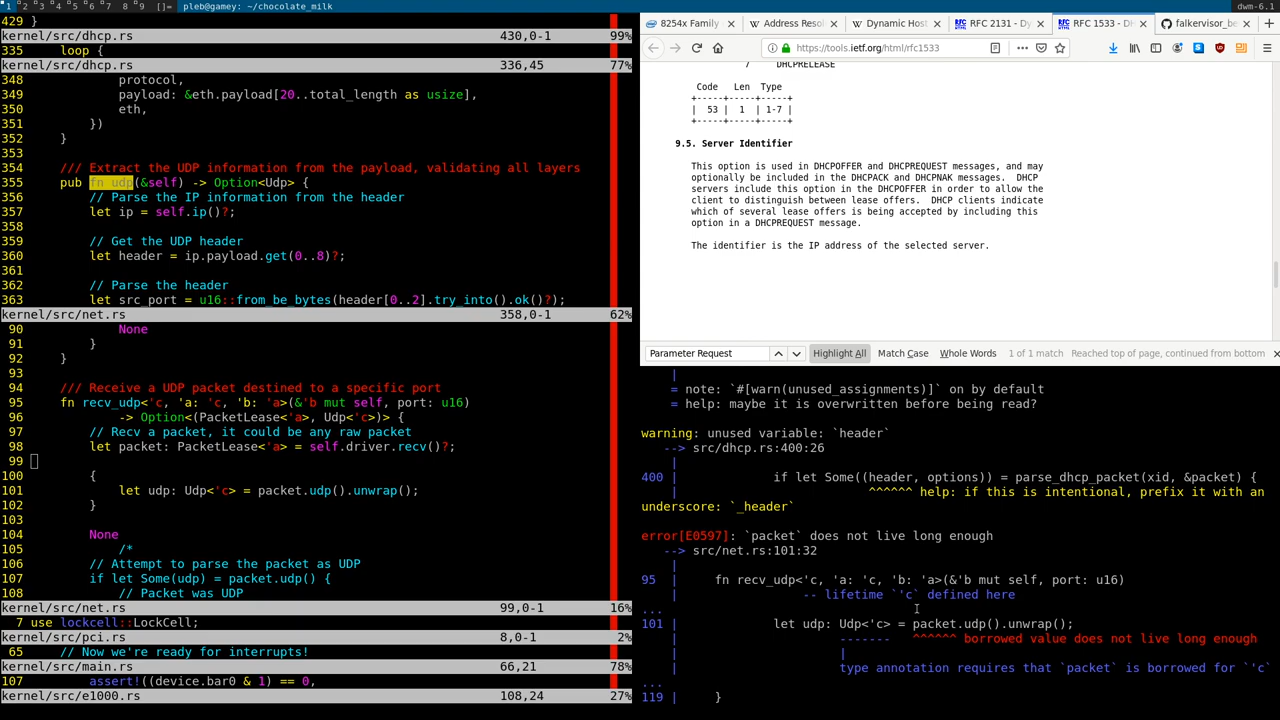 1 2 3 4 5 6 7 8 9 []= pleb@gamey: ~/chocolate_milk dwm-6.1
429 }
kernel/src/dhcp.rs 430,0-1 99%
335 loop {
kernel/src/dhcp.rs 336,45 77%
348 protocol,
349 payload: &eth.payload[20..total_length as usize],
350 eth,
351 })
352 }
353
354 /// Extract the UDP information from the payload, validating all layers
355 pub fn udp(&self) -> Option<Udp> {
356 // Parse the IP information from the header
357 let ip = self.ip()?;
358
359 // Get the UDP header
360 let header = ip.payload.get(0..8)?;
361
362 // Parse the header
363 let src_port = u16::from_be_bytes(header[0..2].try_into().ok()?);
kernel/src/net.rs 358,0-1 62%
90 None
91 }
92 }
93
94 /// Receive a UDP packet destined to a specific port
95 fn recv_udp<'c, 'a: 'c, 'b: 'a>(&'b mut self, port: u16)
96 -> Option<(PacketLease<'a>, Udp<'c>)> {
97 // Recv a packet, it could be any raw packet
98 let packet: PacketLease<'a> = self.driver.recv()?;
99
100 {
101 let udp: Udp<'c> = packet.udp().unwrap();
102 }
103
104 None
105 /*
106 // Attempt to parse the packet as UDP
107 if let Some(udp) = packet.udp() {
108 // Packet was UDP
kernel/src/net.rs 99,0-1 16%
7 use lockcell::LockCell;
kernel/src/pci.rs 8,0-1 2%
65 // Now we're ready for interrupts!
kernel/src/main.rs 66,21 78%
107 assert!((device.bar0 & 1) == 0,
kernel/src/e1000.rs 108,24 27%
8254x Family Address Resol Dynamic Host RFC 2131 - Dy RFC 1533 - DH falkervisor_be
https://tools.ietf.org/html/rfc1533
7 DHCPRELEASE
Code Len Type
+-----+-----+-----+
| 53 | 1 | 1-7 |
+-----+-----+-----+
9.5. Server Identifier
This option is used in DHCPOFFER and DHCPREQUEST messages, and may
optionally be included in the DHCPACK and DHCPNAK messages. DHCP
servers include this option in the DHCPOFFER in order to allow the
client to distinguish between lease offers. DHCP clients indicate
which of several lease offers is being accepted by including this
option in a DHCPREQUEST message.
The identifier is the IP address of the selected server.
Parameter Request Highlight All Match Case Whole Words 1 of 1 match Reached top of page, continued from bottom
|
= note: `#[warn(unused_assignments)]` on by default
= help: maybe it is overwritten before being read?
warning: unused variable: `header`
--> src/dhcp.rs:400:26
|
400 if let Some((header, options)) = parse_dhcp_packet(xid, &packet) {
| ^^^^^^ help: if this is intentional, prefix it with an
underscore: `_header`
error[E0597]: `packet` does not live long enough
--> src/net.rs:101:32
|
95 | fn recv_udp<'c, 'a: 'c, 'b: 'a>(&'b mut self, port: u16)
| -- lifetime `'c` defined here
...
101 | let udp: Udp<'c> = packet.udp().unwrap();
| ------- ^^^^^^ borrowed value does not live long enough
| |
| type annotation requires that `packet` is borrowed for `'c`
...
119 | }